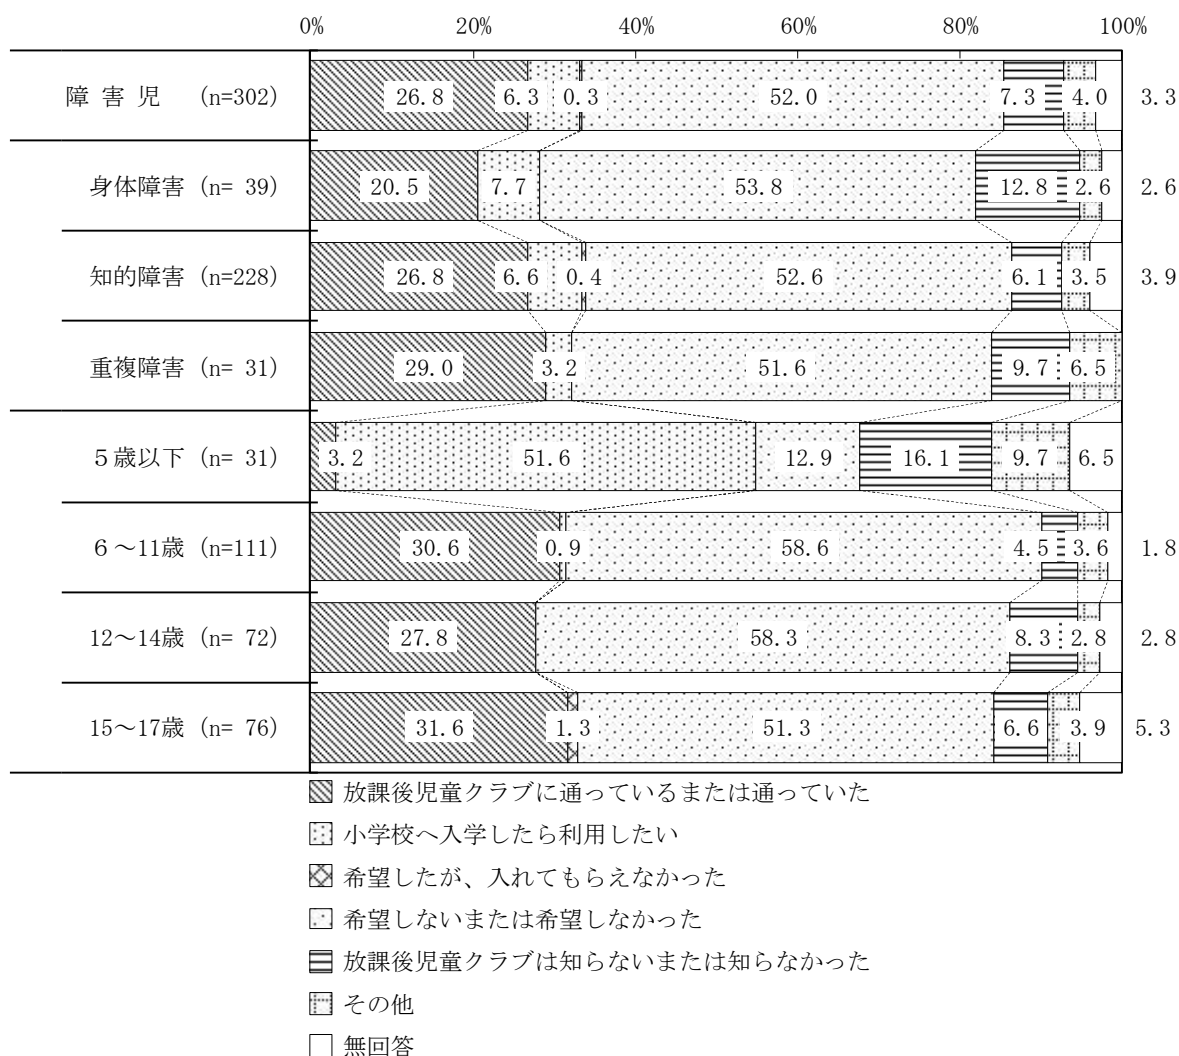 0% 20% 40% 60% 80% 100%
障 害 児 (n=302) 26.8 6.3 0.3 52.0 7.3 4.0 3.3
身体障害 (n= 39) 20.5 7.7 53.8 12.8 2.6 2.6
知的障害 (n=228) 26.8 6.6 0.4 52.6 6.1 3.5 3.9
重複障害 (n= 31) 29.0 3.2 51.6 9.7 6.5
5歳以下 (n= 31) 3.2 51.6 12.9 16.1 9.7 6.5
6～11歳 (n=111) 30.6 0.9 58.6 4.5 3.6 1.8
12～14歳 (n= 72) 27.8 58.3 8.3 2.8 2.8
15～17歳 (n= 76) 31.6 1.3 51.3 6.6 3.9 5.3
放課後児童クラブに通っているまたは通っていた
小学校へ入学したら利用したい
希望したが、入れてもらえなかった
希望しないまたは希望しなかった
放課後児童クラブは知らないまたは知らなかった
その他
無回答